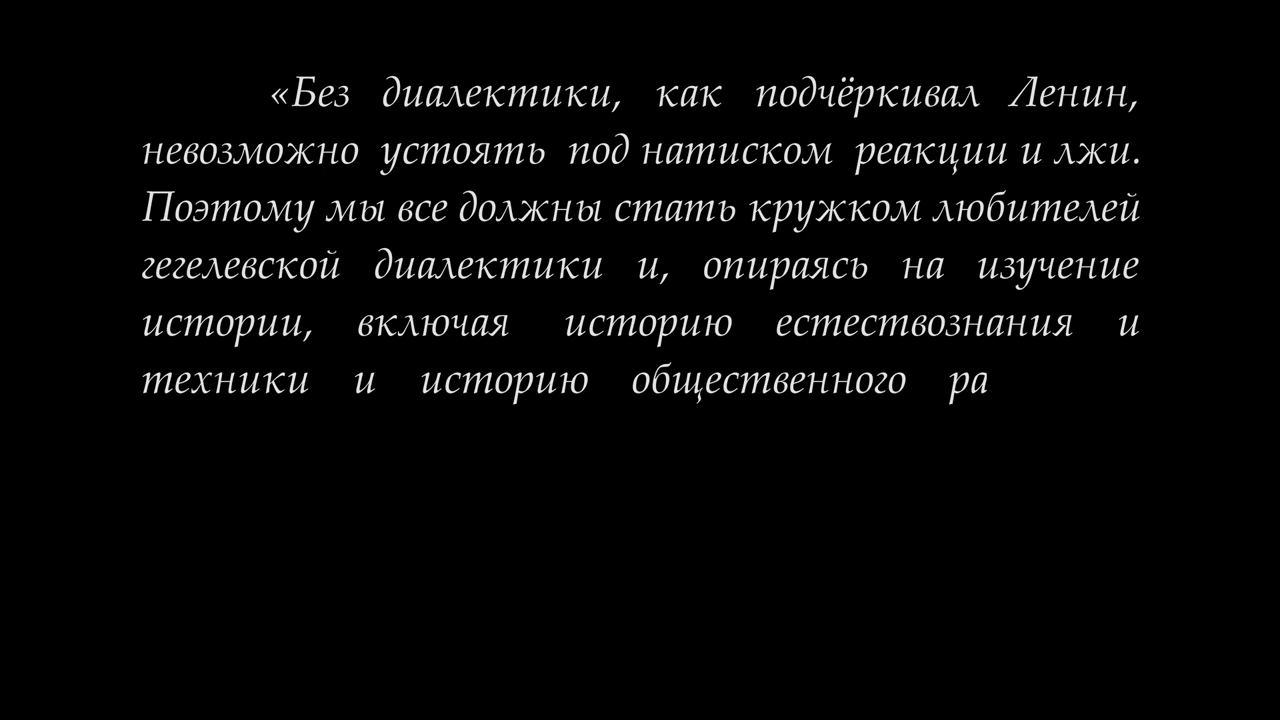 «Без диалектики, как подчёркивал Ленин,
невозможно устоять под натиском реакции и лжи.
Поэтому мы все должны стать кружком любителей
гегелевской диалектики и, опираясь на изучение
истории, включая историю естествознания и
техники и историю общественного ра